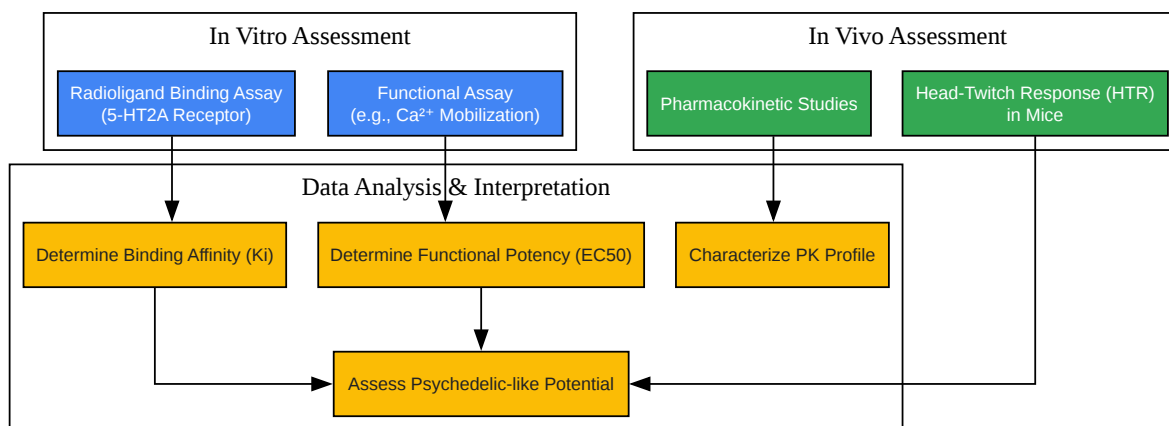 In Vitro Assessment
Radioligand Binding Assay
(5-HT2A Receptor)
Functional Assay
(e.g., Ca²⁺ Mobilization)
In Vivo Assessment
Pharmacokinetic Studies
Head-Twitch Response (HTR)
in Mice
Data Analysis & Interpretation
Determine Binding Affinity (Ki)
Determine Functional Potency (EC50)
Characterize PK Profile
Assess Psychedelic-like Potential